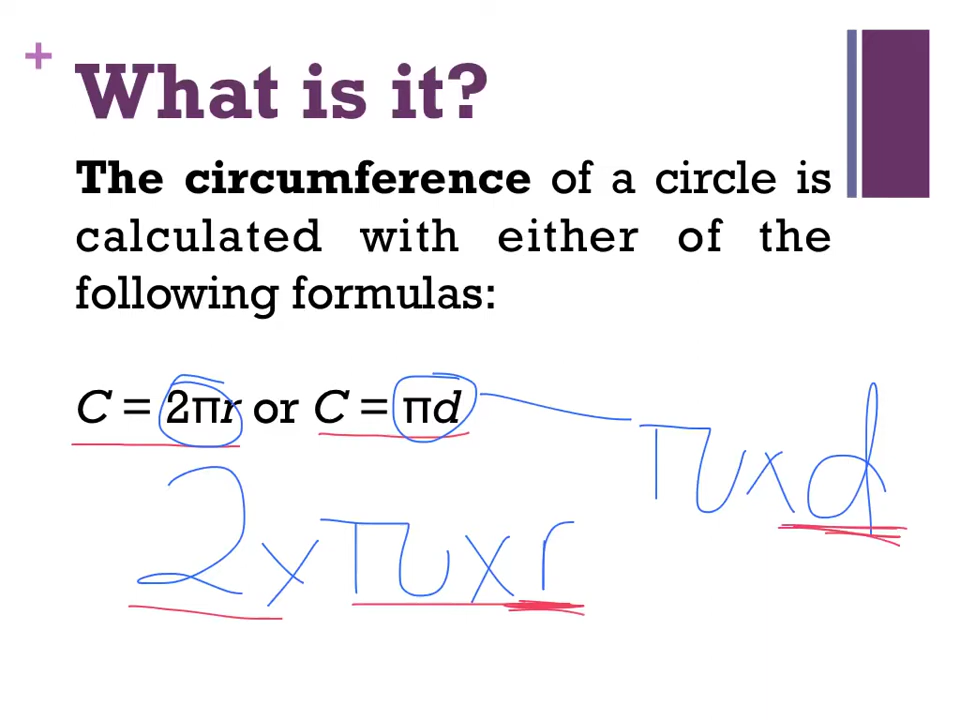 +
What is it?
The circumference of a circle is
calculated with either of the
following formulas:
C = 2πr or C = πd
π x d
2 x π x r